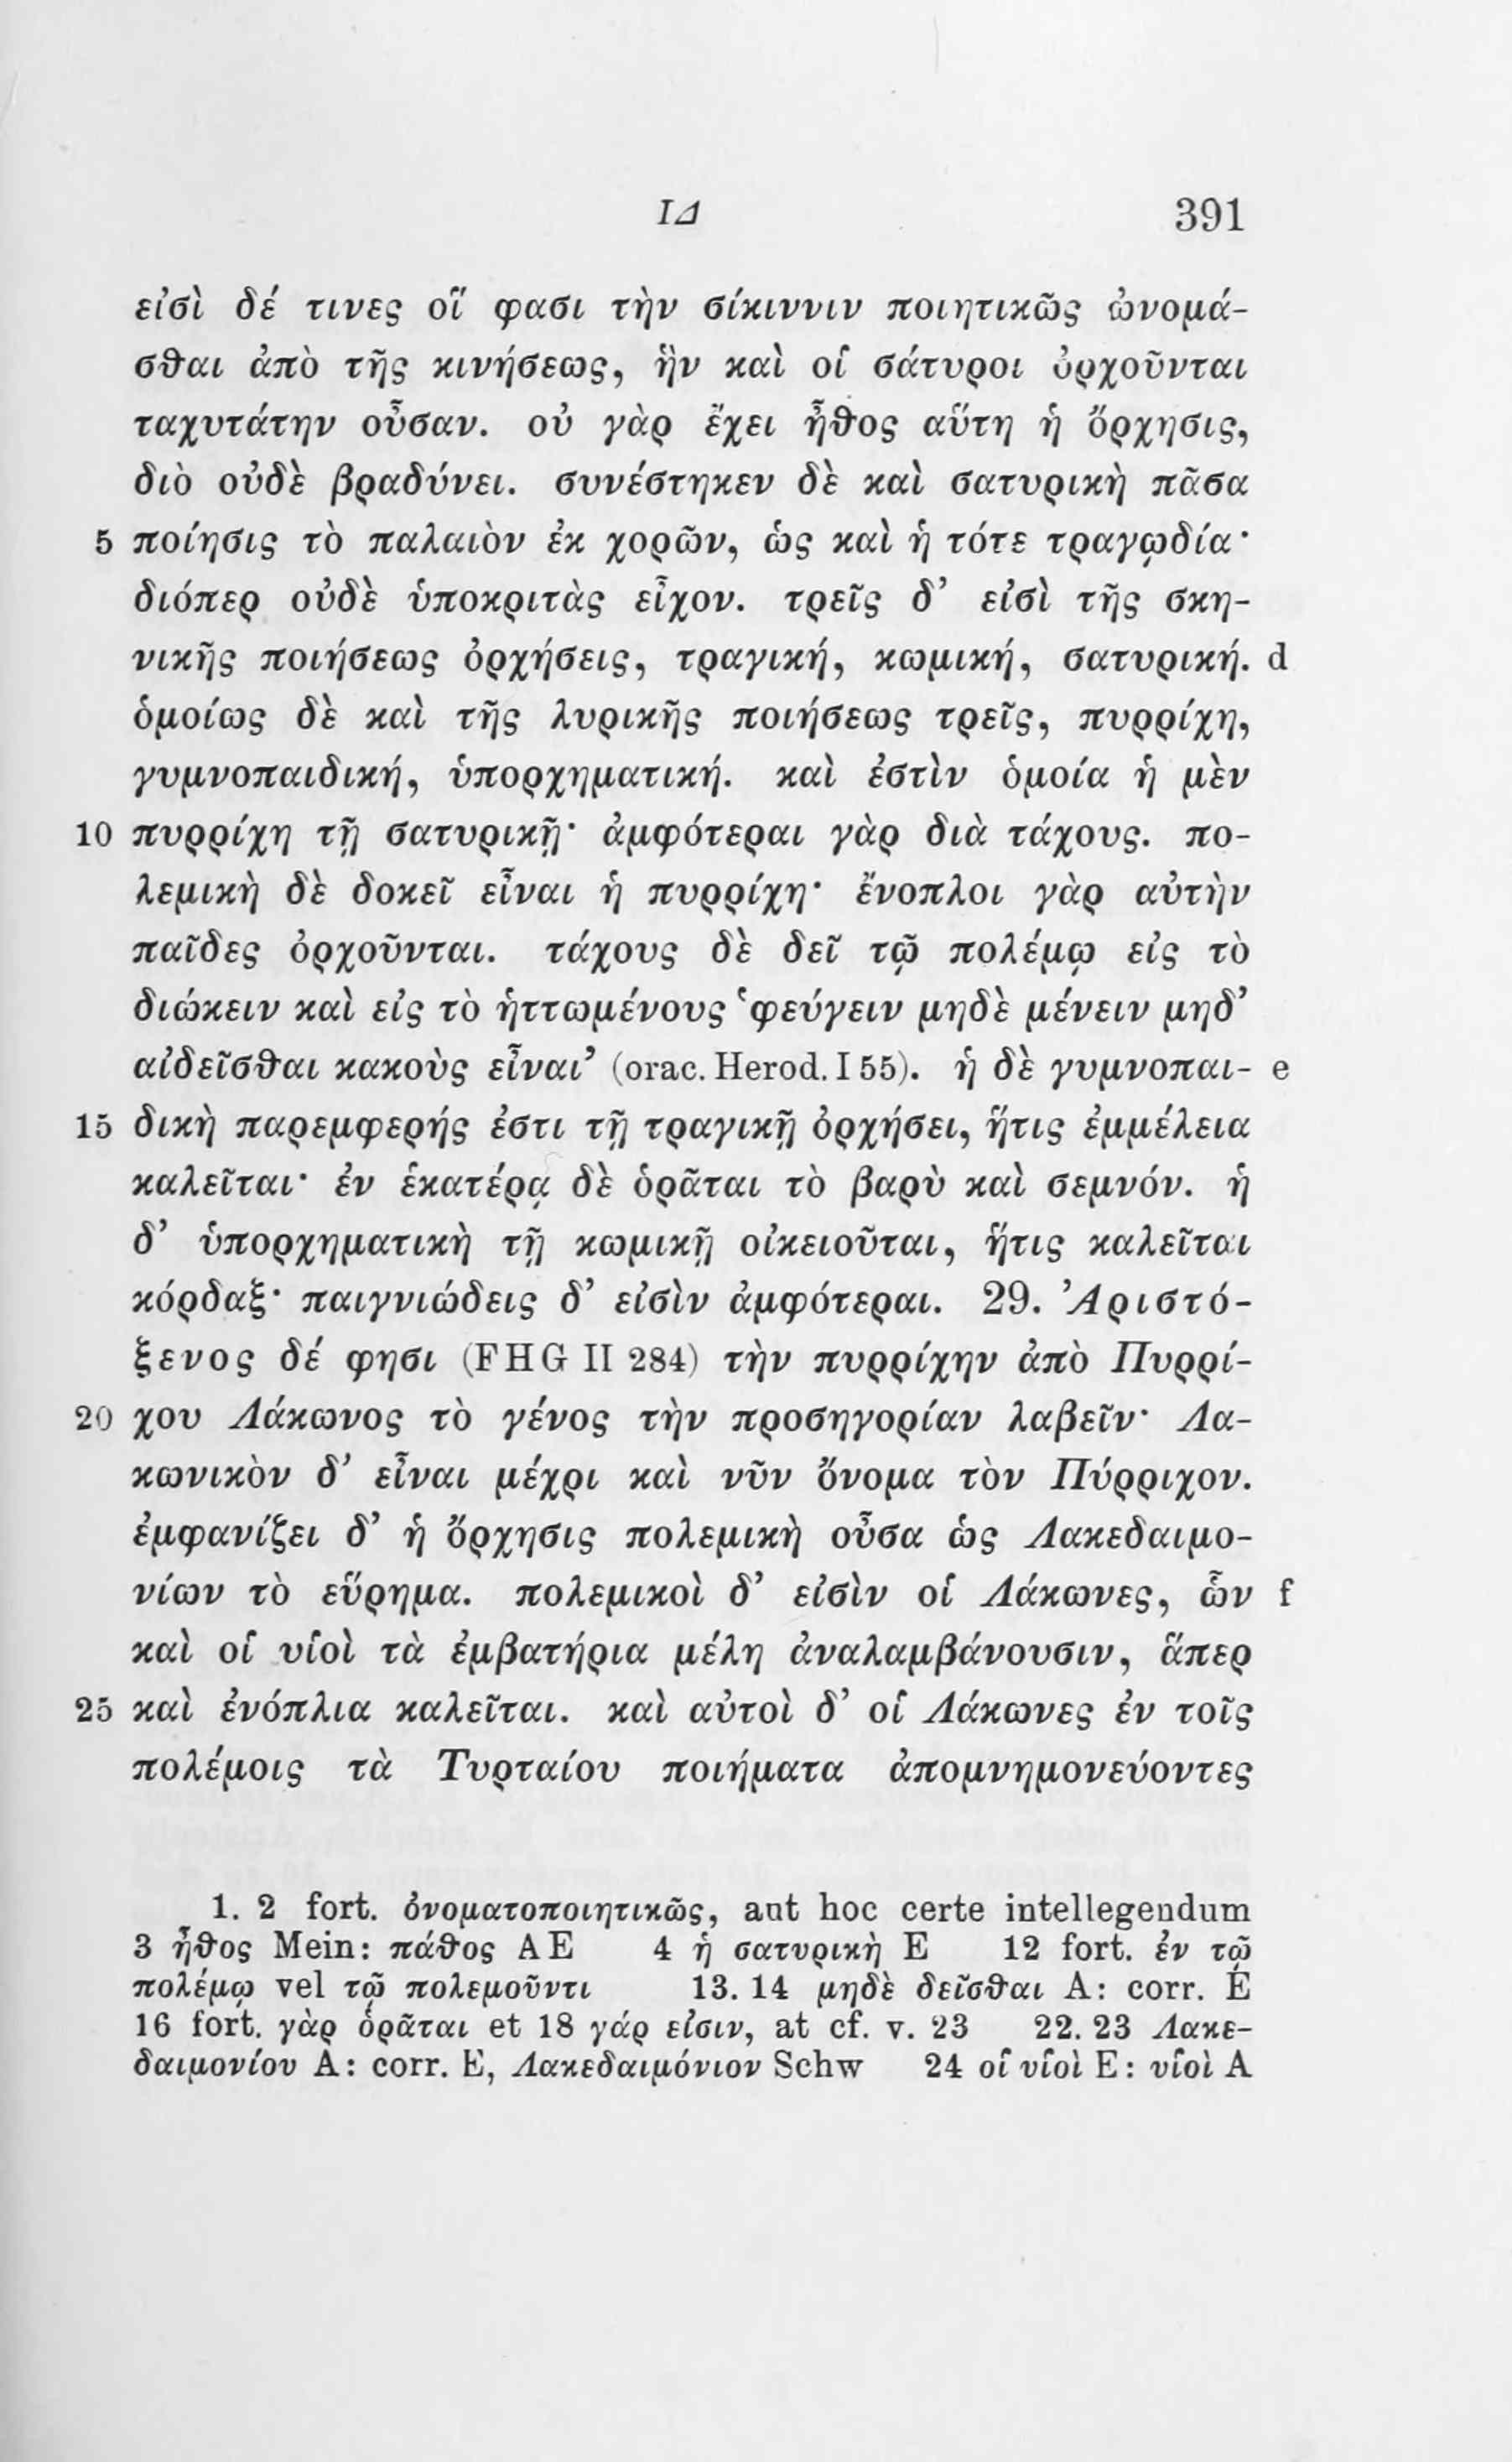 ΙΔ 391
εἰσὶ δέ τινες οἵ φασι τὴν σίκιννιν ποιητικῶς ὠνομά-
σθαι ἀπὸ τῆς κινήσεως, ἣν καὶ οἱ σάτυροι ὀρχοῦνται
ταχυτάτην οὖσαν. οὐ γὰρ ἔχει ἦθος αὕτη ἡ ὄρχησις,
διὸ οὐδὲ βραδύνει. συνέστηκεν δὲ καὶ σατυρικὴ πᾶσα
5 ποίησις τὸ παλαιὸν ἐκ χορῶν, ὡς καὶ ἡ τότε τραγῳδία·
διόπερ οὐδὲ ὑποκριτὰς εἶχον. τρεῖς δ’ εἰσὶ τῆς σκη-
νικῆς ποιήσεως ὀρχήσεις, τραγική, κωμική, σατυρική. d
ὁμοίως δὲ καὶ τῆς λυρικῆς ποιήσεως τρεῖς, πυρρίχη,
γυμνοπαιδική, ὑπορχηματική. καὶ ἐστὶν ὁμοία ἡ μὲν
10 πυρρίχη τῇ σατυρικῇ· ἀμφότεραι γὰρ διὰ τάχους. πο-
λεμικὴ δὲ δοκεῖ εἶναι ἡ πυρρίχη· ἔνοπλοι γὰρ αὐτὴν
παῖδες ὀρχοῦνται. τάχους δὲ δεῖ τῷ πολέμῳ εἰς τὸ
διώκειν καὶ εἰς τὸ ἡττωμένους ‘φεύγειν μηδὲ μένειν μηδ’
αἰδεῖσθαι κακοὺς εἶναι’ (orac. Herod. I 55). ἡ δὲ γυμνοπαι- e
15 δικὴ παρεμφερής ἐστι τῇ τραγικῇ ὀρχήσει, ἥτις ἐμμέλεια
καλεῖται· ἐν ἑκατέρᾳ δὲ ὁρᾶται τὸ βαρὺ καὶ σεμνόν. ἡ
δ’ ὑπορχηματικὴ τῇ κωμικῇ οἰκειοῦται, ἥτις καλεῖται
κόρδαξ· παιγνιώδεις δ’ εἰσὶν ἀμφότεραι. 29. Ἀριστό-
ξενος δέ φησι (FHG II 284) τὴν πυρρίχην ἀπὸ Πυρρί-
20 χου Λάκωνος τὸ γένος τὴν προσηγορίαν λαβεῖν· Λα-
κωνικὸν δ’ εἶναι μέχρι καὶ νῦν ὄνομα τὸν Πύρριχον.
ἐμφανίζει δ’ ἡ ὄρχησις πολεμικὴ οὖσα ὡς Λακεδαιμο-
νίων τὸ εὕρημα. πολεμικοὶ δ’ εἰσὶν οἱ Λάκωνες, ὧν f
καὶ οἱ υἱοὶ τὰ ἐμβατήρια μέλη ἀναλαμβάνουσιν, ἅπερ
25 καὶ ἐνόπλια καλεῖται. καὶ αὐτοὶ δ’ οἱ Λάκωνες ἐν τοῖς
πολέμοις τὰ Τυρταίου ποιήματα ἀπομνημονεύοντες
1. 2 fort. ὀνοματοποιητικῶς, aut hoc certe intellegendum
3 ἦθος Mein: πάθος AE 4 ἡ σατυρικὴ E 12 fort. ἐν τῷ
πολέμῳ vel τῷ πολεμοῦντι 13. 14 μηδὲ δεῖσθαι A: corr. E
16 fort. γὰρ ὁρᾶται et 18 γάρ εἰσιν, at cf. v. 23 22. 23 Λακε-
δαιμονίου A: corr. E, Λακεδαιμόνιον Schw 24 οἱ υἱοὶ E: υἱοὶ A